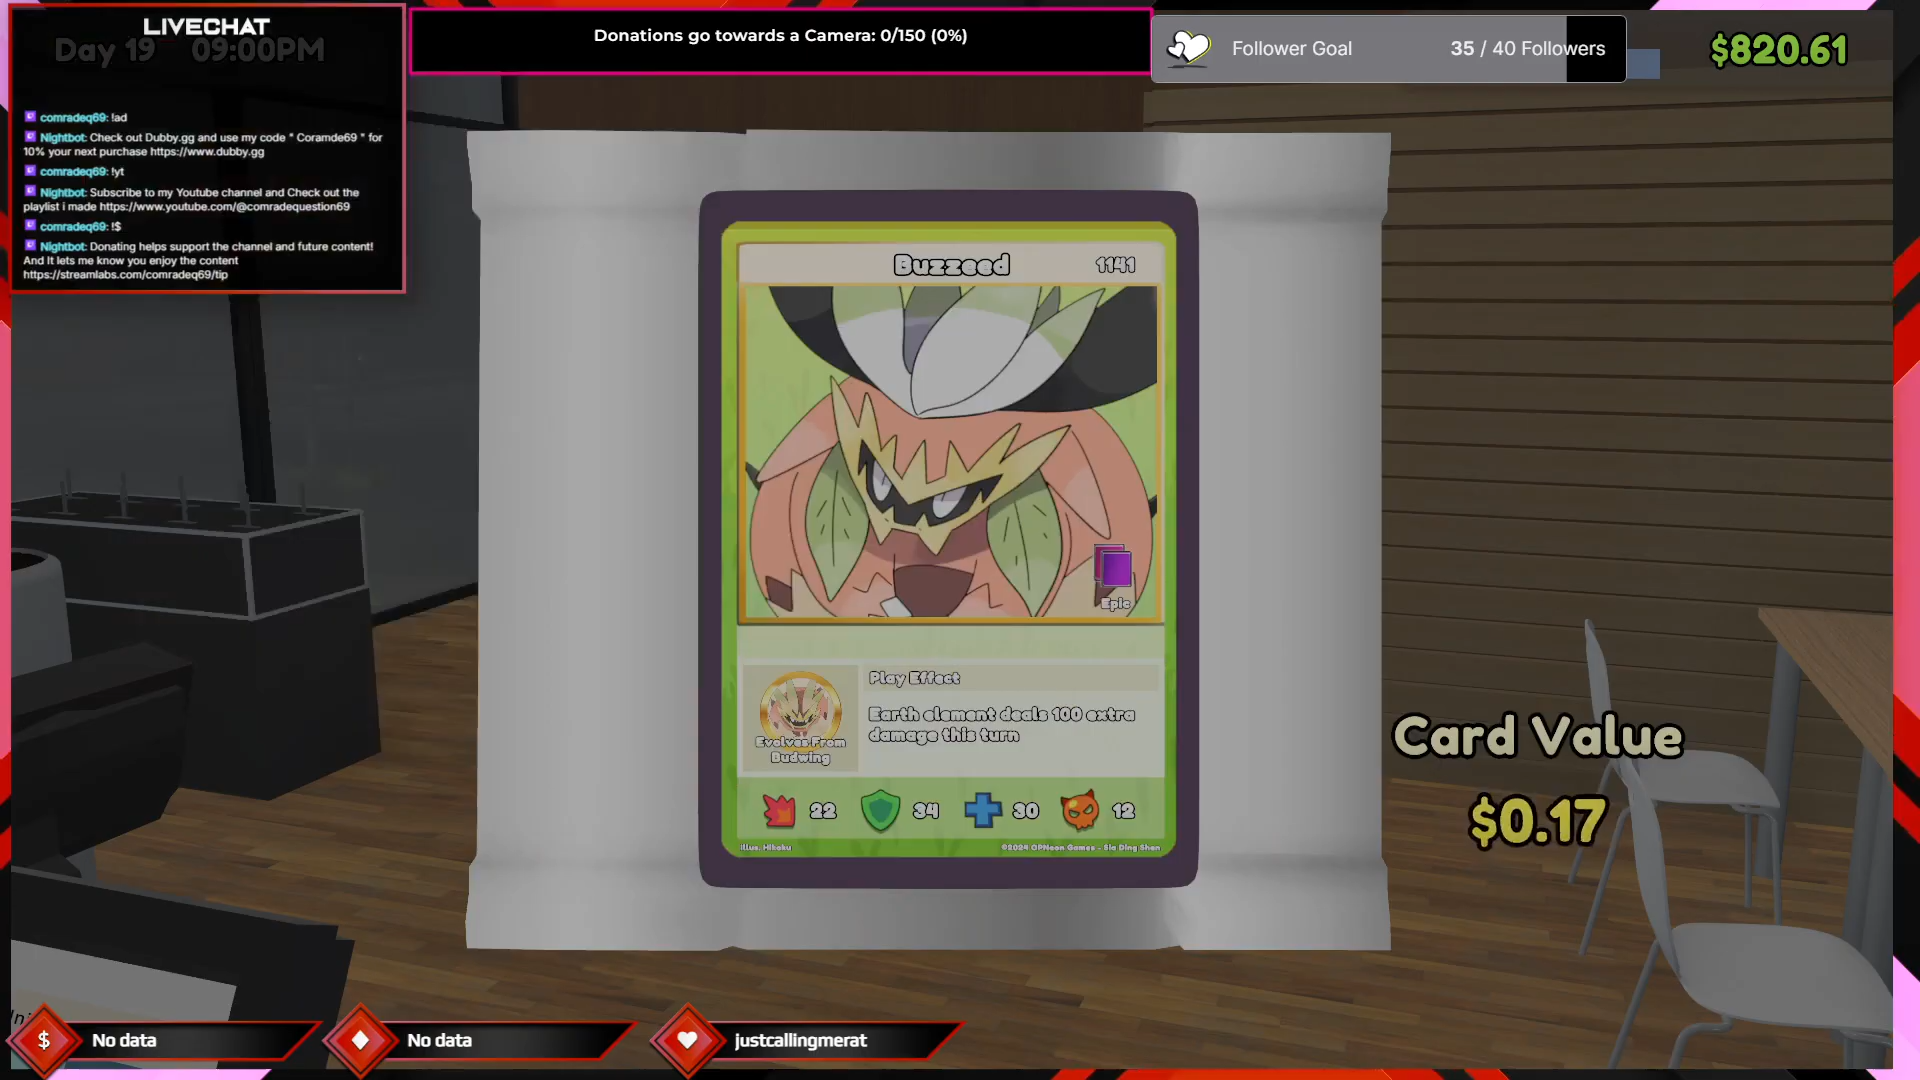 LIVECHAT
Day 19 09:00PM
comradeq69: !ad
Nightbot: Check out Dubby.gg and use my code " Coramde69 " for
10% your next purchase https://www.dubby.gg
comradeq69: !yt
Nightbot: Subscribe to my Youtube channel and Check out the
playlist i made https://www.youtube.com/@comradequestion69
comradeq69: !$
Nightbot: Donating helps support the channel and future content!
And It lets me know you enjoy the content
https://streamlabs.com/comradeq69/tip
Donations go towards a Camera: 0/150 (0%)
Follower Goal 35 / 40 Followers
$820.61
Buzzeed 1141
Epic
Evolves From
Budwing
Play Effect
Earth element deals 100 extra
damage this turn
22 34 30 12
Illus. Hikoku ©2024 OPNeon Games - Sia Ding Shen
Card Value
$0.17
$ No data
No data
justcallingmerat